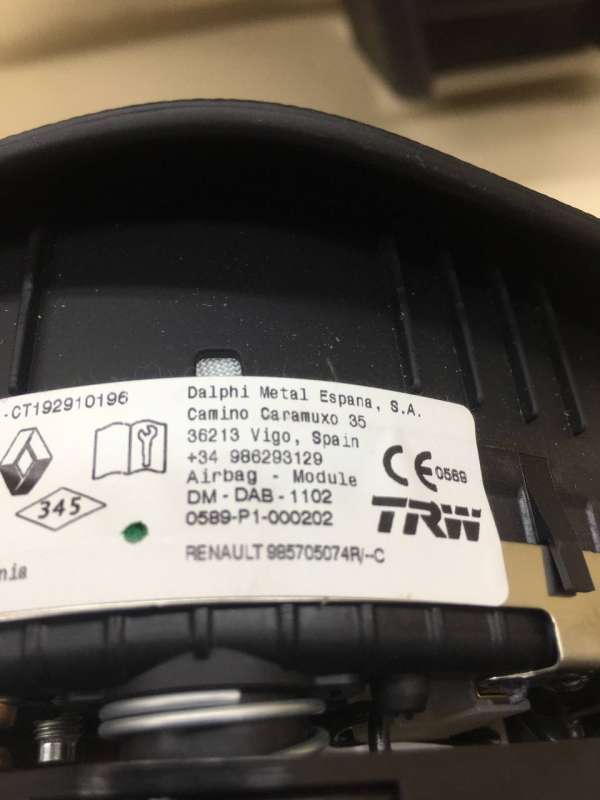 -CT192910196
Dalphi Metal Espana, S.A.
Camino Caramuxo 35
36213 Vigo, Spain
+34 986293129
Airbag - Module
DM - DAB - 1102
0589-P1-000202
RENAULT 985705074R/--C
CE 0589
TRW
345
nia